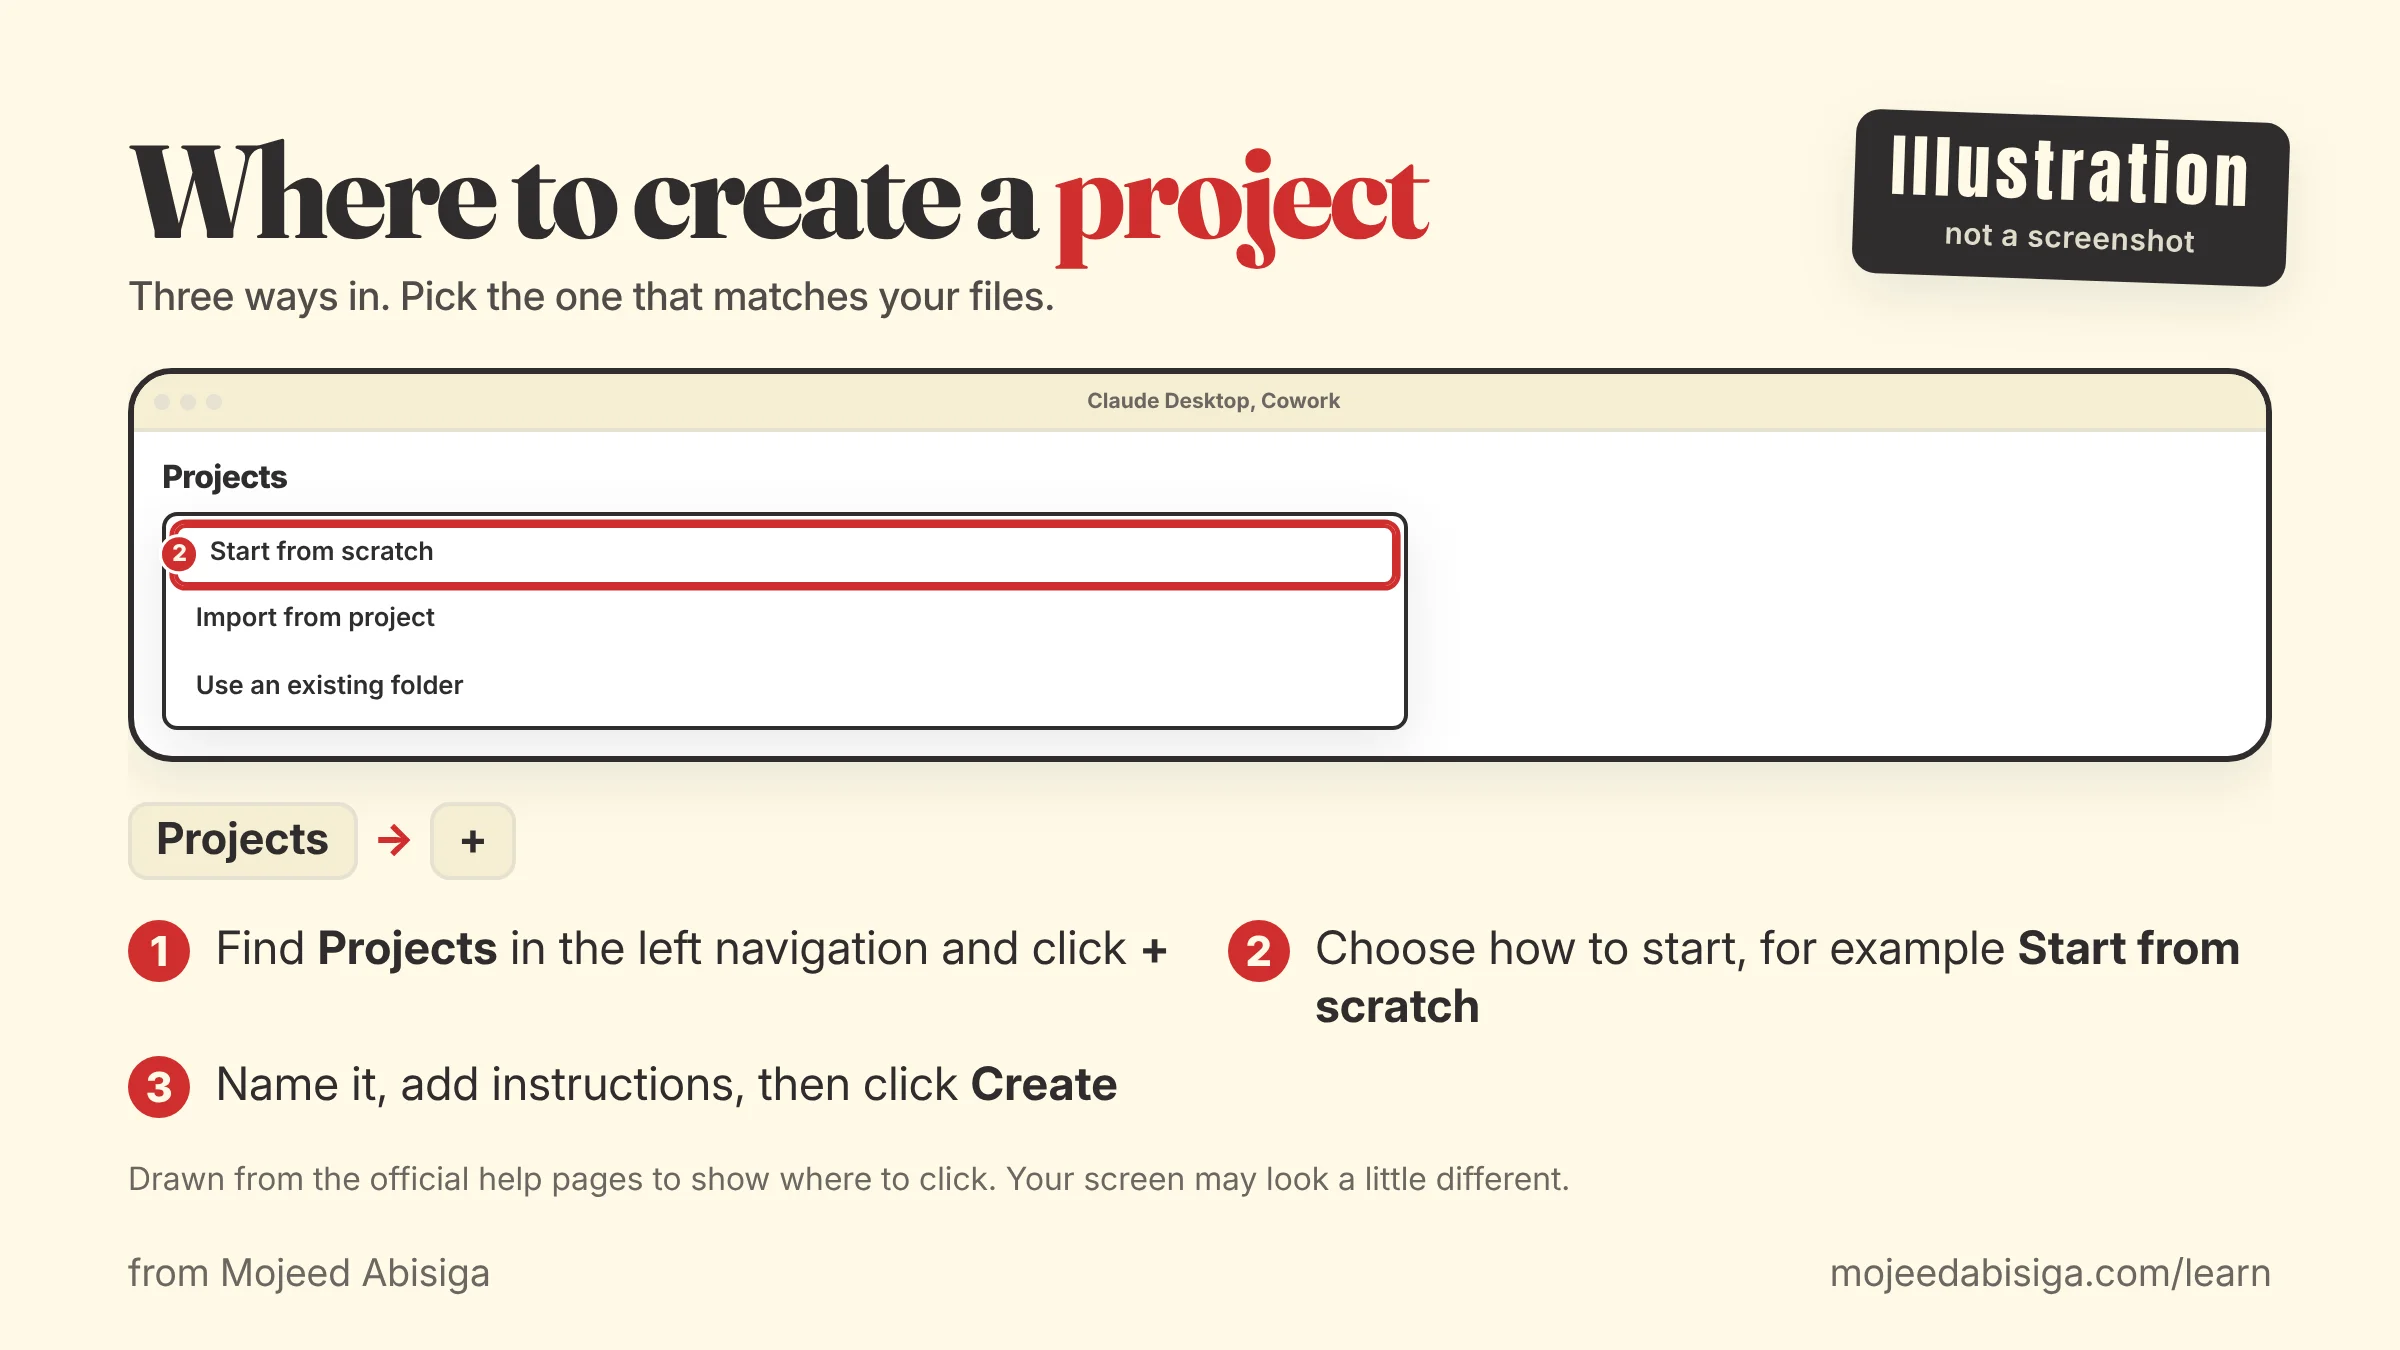 Where to create a project
Illustration
not a screenshot
Three ways in. Pick the one that matches your files.
Claude Desktop, Cowork
Projects
2 Start from scratch
Import from project
Use an existing folder
Projects → +
1 Find Projects in the left navigation and click +
2 Choose how to start, for example Start from
scratch
3 Name it, add instructions, then click Create
Drawn from the official help pages to show where to click. Your screen may look a little different.
from Mojeed Abisiga
mojeedabisiga.com/learn